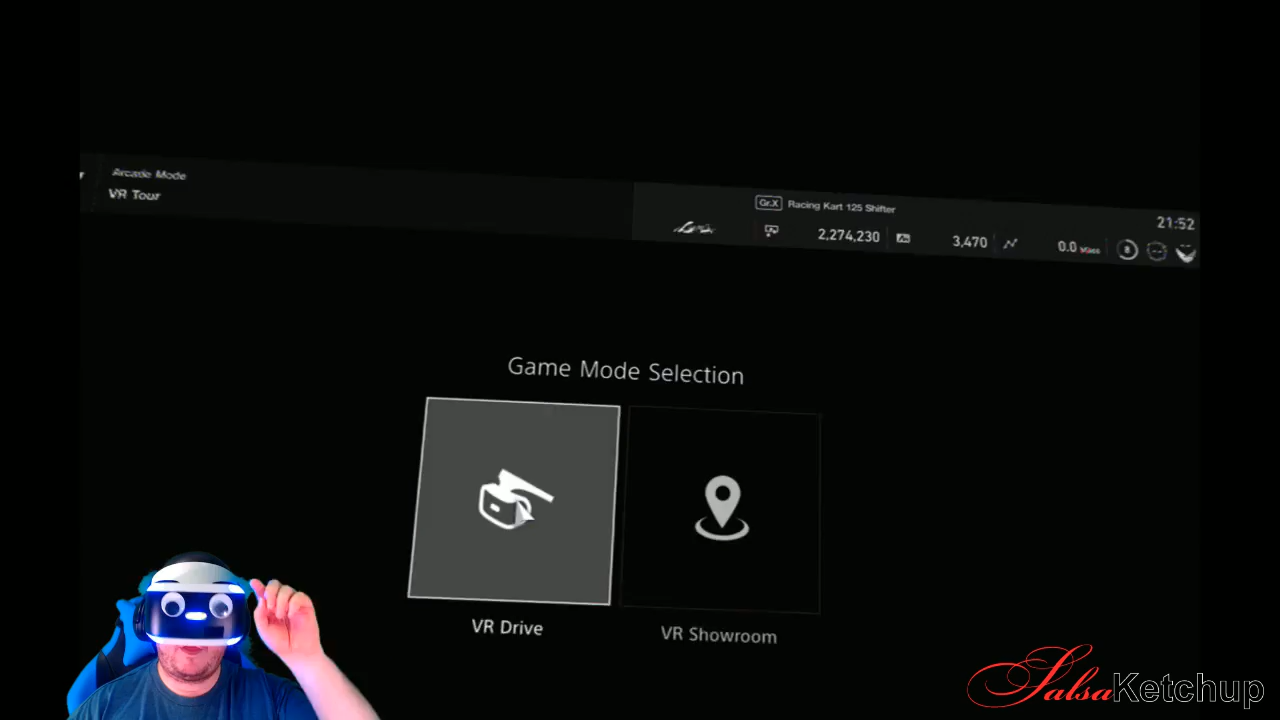 Arcade Mode
VR Tour
Gr.X Racing Kart 125 Shifter
21:52
2,274,230
3,470
0.0
Game Mode Selection
VR Drive
VR Showroom
SalsaKetchup